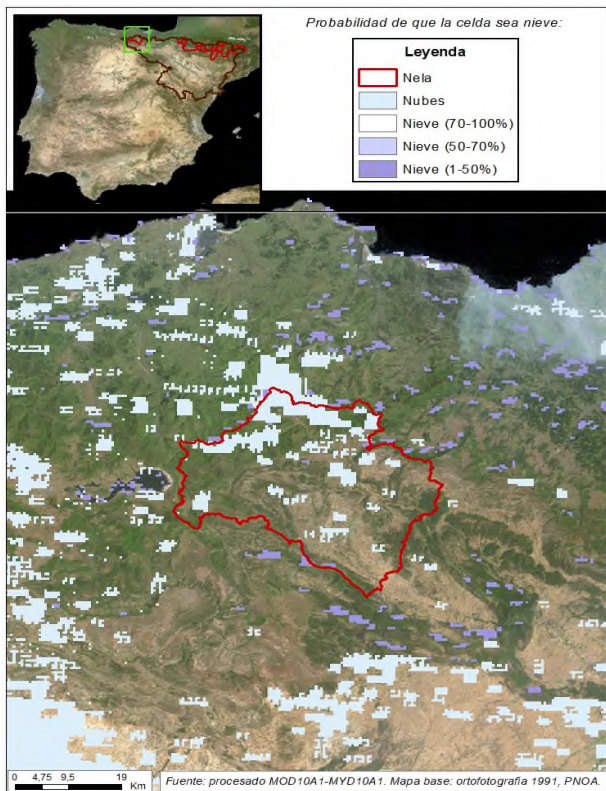 Probabilidad de que la celda sea nieve:
Leyenda
Nela
Nubes
Nieve (70-100%)
Nieve (50-70%)
Nieve (1-50%)
0 4,75 9,5 19
Km
Fuente: procesado MOD10A1-MYD10A1. Mapa base: ortofotografia 1991, PNOA.